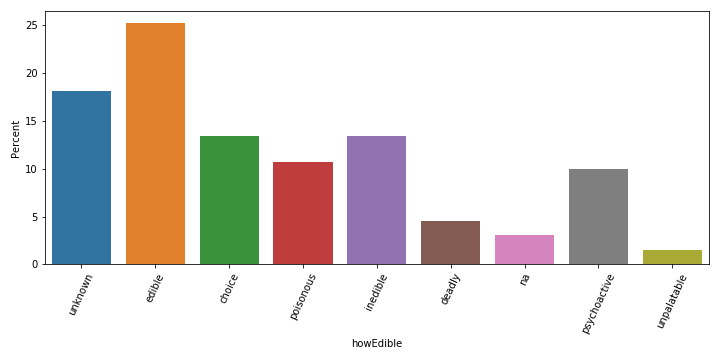 25
20
15
10
5
0
Percent
unknown
edible
choice
poisonous
inedible
deadly
na
psychoactive
unpalatable
howEdible